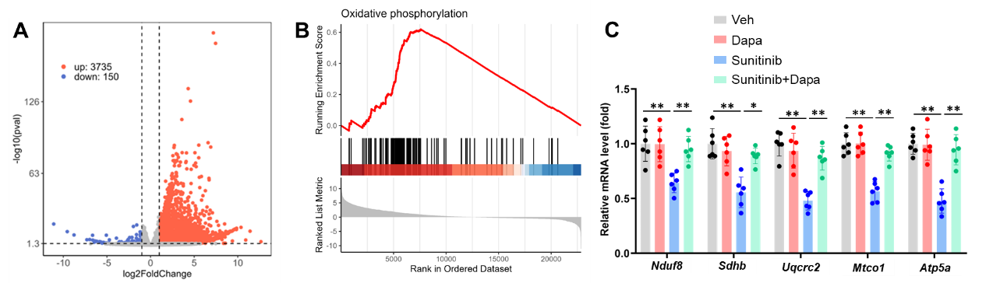 A
up: 3735
down: 150
126
63
1.3
-log10(pval)
-10
-5
0
5
10
log2FoldChange
B
Oxidative phosphorylation
Running Enrichment Score
0.6
0.4
0.2
0.0
Ranked List Metric
10
5
0
-5
-10
5000
10000
15000
20000
Rank in Ordered Dataset
C
Veh
Dapa
Sunitinib
Sunitinib+Dapa
Relative mRNA level (fold)
1.5
1.0
0.5
0.0
** ** ** * ** ** ** ** ** **
Nduf8 Sdhb Uqcrc2 Mtco1 Atp5a